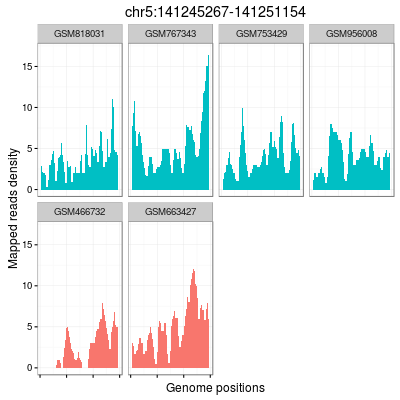 chr5:141245267-141251154
GSM818031 GSM767343 GSM753429 GSM956008
15
10
5
0
GSM466732 GSM663427
15
10
5
0
Mapped reads density
Genome positions